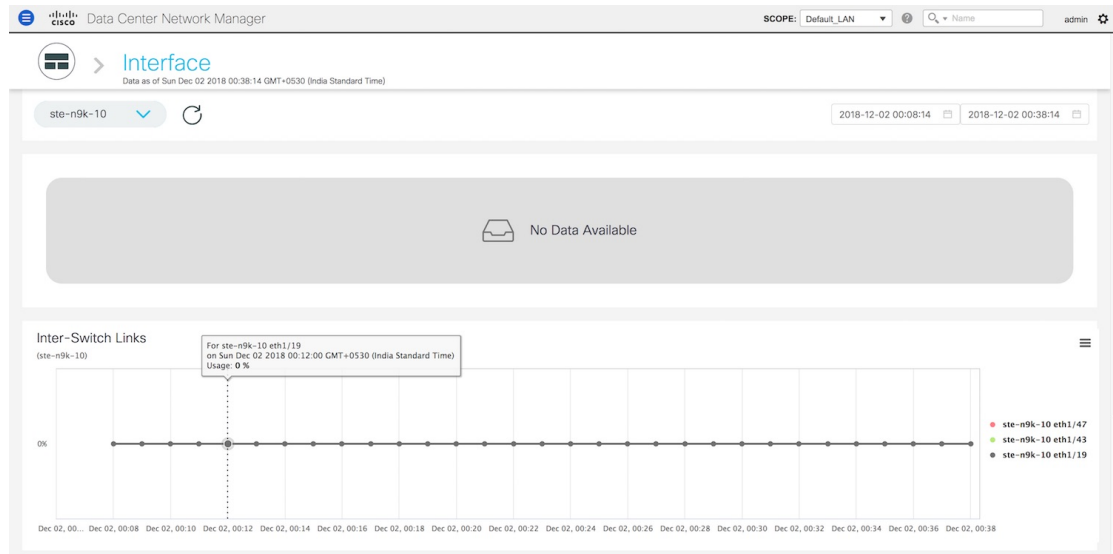 cisco Data Center Network Manager
SCOPE: Default_LAN
Name
admin
Interface
Data as of Sun Dec 02 2018 00:38:14 GMT+0530 (India Standard Time)
ste-n9k-10
2018-12-02 00:08:14
2018-12-02 00:38:14
No Data Available
Inter-Switch Links
(ste-n9k-10)
For ste-n9k-10 eth1/19
on Sun Dec 02 2018 00:12:00 GMT+0530 (India Standard Time)
Usage: 0 %
0%
ste-n9k-10 eth1/47
ste-n9k-10 eth1/43
ste-n9k-10 eth1/19
Dec 02, 00... Dec 02, 00:08 Dec 02, 00:10 Dec 02, 00:12 Dec 02, 00:14 Dec 02, 00:16 Dec 02, 00:18 Dec 02, 00:20 Dec 02, 00:22 Dec 02, 00:24 Dec 02, 00:26 Dec 02, 00:28 Dec 02, 00:30 Dec 02, 00:32 Dec 02, 00:34 Dec 02, 00:36 Dec 02, 00:38